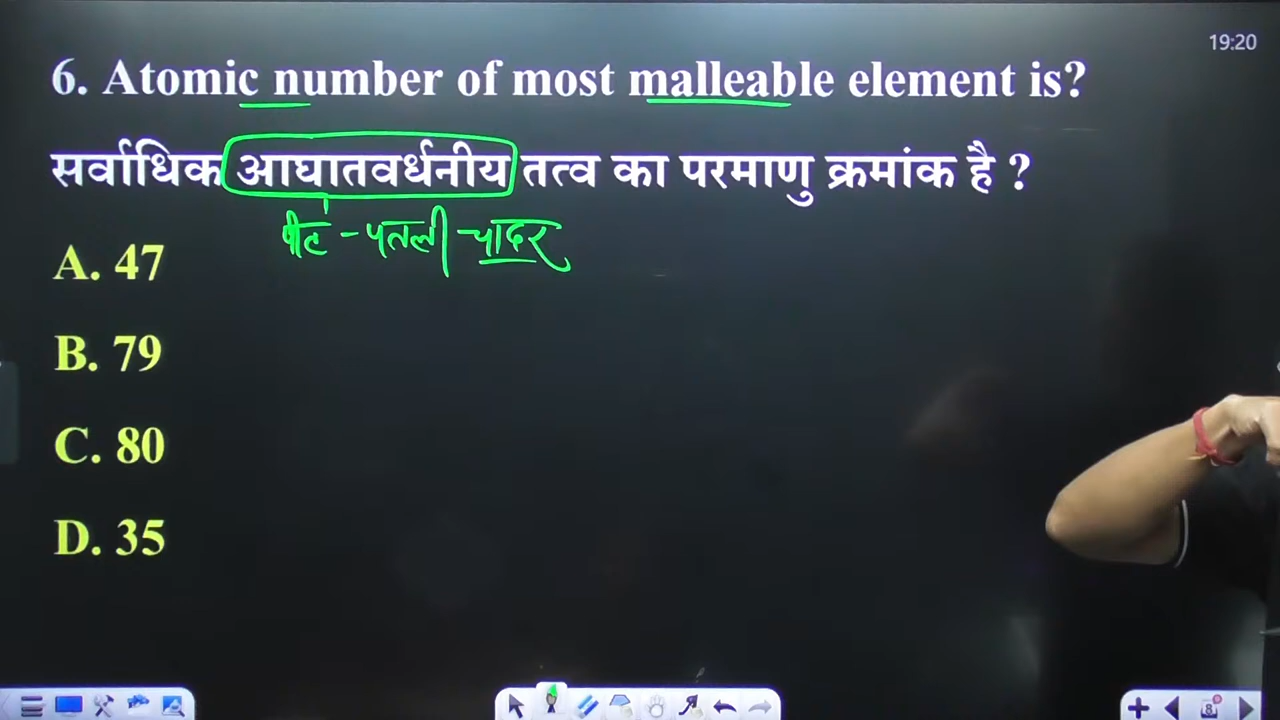 19:20
6. Atomic number of most malleable element is?
सर्वाधिक आघातवर्धनीय तत्व का परमाणु क्रमांक है ?
पतली चादर
A. 47
B. 79
C. 80
D. 35